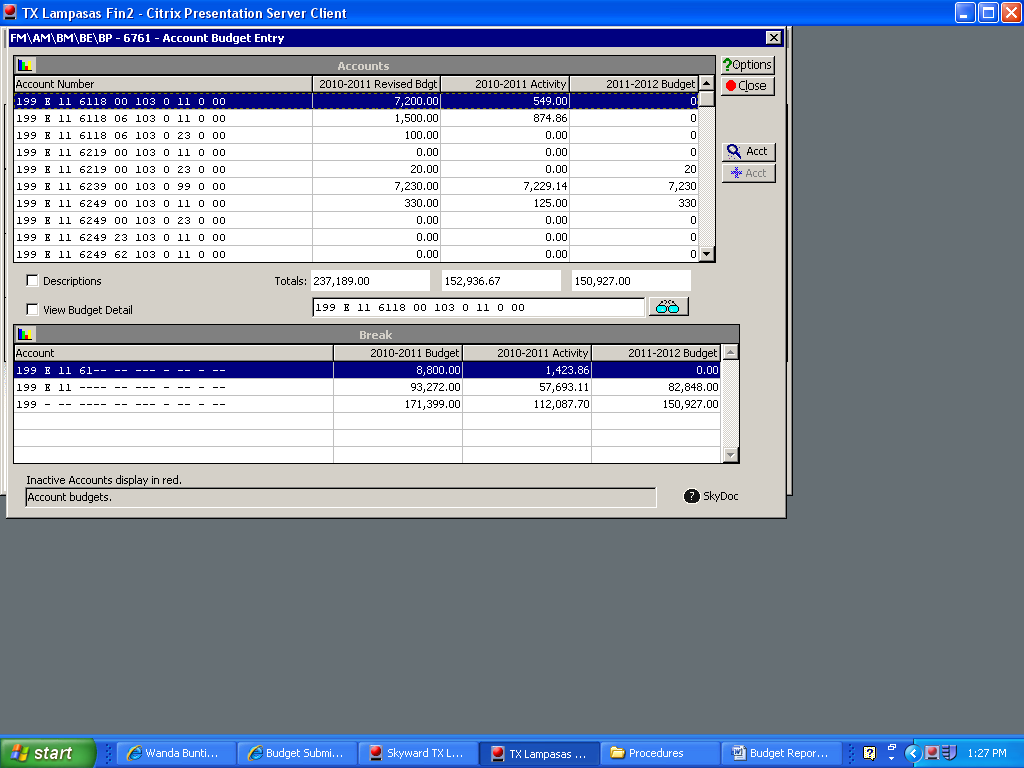 TX Lampasas Fin2 - Citrix Presentation Server Client
FM\AM\BM\BE\BP - 6761 - Account Budget Entry
Accounts
?Options
Account Number 2010-2011 Revised Bdgt 2010-2011 Activity 2011-2012 Budget
Close
199 E 11 6118 00 103 0 11 0 00 7,200.00 549.00 0
199 E 11 6118 06 103 0 11 0 00 1,500.00 874.86 0
199 E 11 6118 06 103 0 23 0 00 100.00 0.00 0
199 E 11 6219 00 103 0 11 0 00 0.00 0.00 0
Acct
199 E 11 6219 00 103 0 23 0 00 20.00 0.00 20
Acct
199 E 11 6239 00 103 0 99 0 00 7,230.00 7,229.14 7,230
199 E 11 6249 00 103 0 11 0 00 330.00 125.00 330
199 E 11 6249 00 103 0 23 0 00 0.00 0.00 0
199 E 11 6249 23 103 0 11 0 00 0.00 0.00 0
199 E 11 6249 62 103 0 11 0 00 0.00 0.00 0
Descriptions Totals: 237,189.00 152,936.67 150,927.00
View Budget Detail 199 E 11 6118 00 103 0 11 0 00
Break
Account 2010-2011 Budget 2010-2011 Activity 2011-2012 Budget
199 E 11 61-- -- --- - -- - -- 8,800.00 1,423.86 0.00
199 E 11 ---- -- --- - -- - -- 93,272.00 57,693.11 82,848.00
199 - -- ---- -- --- - -- - -- 171,399.00 112,087.70 150,927.00
Inactive Accounts display in red.
Account budgets.
? SkyDoc
start Wanda Bunti... Budget Submi... Skyward TX L... TX Lampasas ... Procedures Budget Repor... ? 1:27 PM